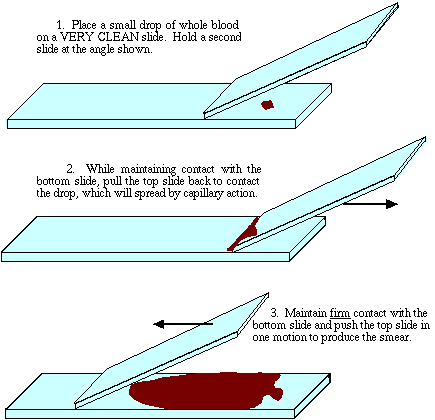 1. Place a small drop of whole blood
on a VERY CLEAN slide. Hold a second
slide at the angle shown.
2. While maintaining contact with the
bottom slide, pull the top slide back to contact
the drop, which will spread by capillary action.
3. Maintain firm contact with the
bottom slide and push the top slide in
one motion to produce the smear.